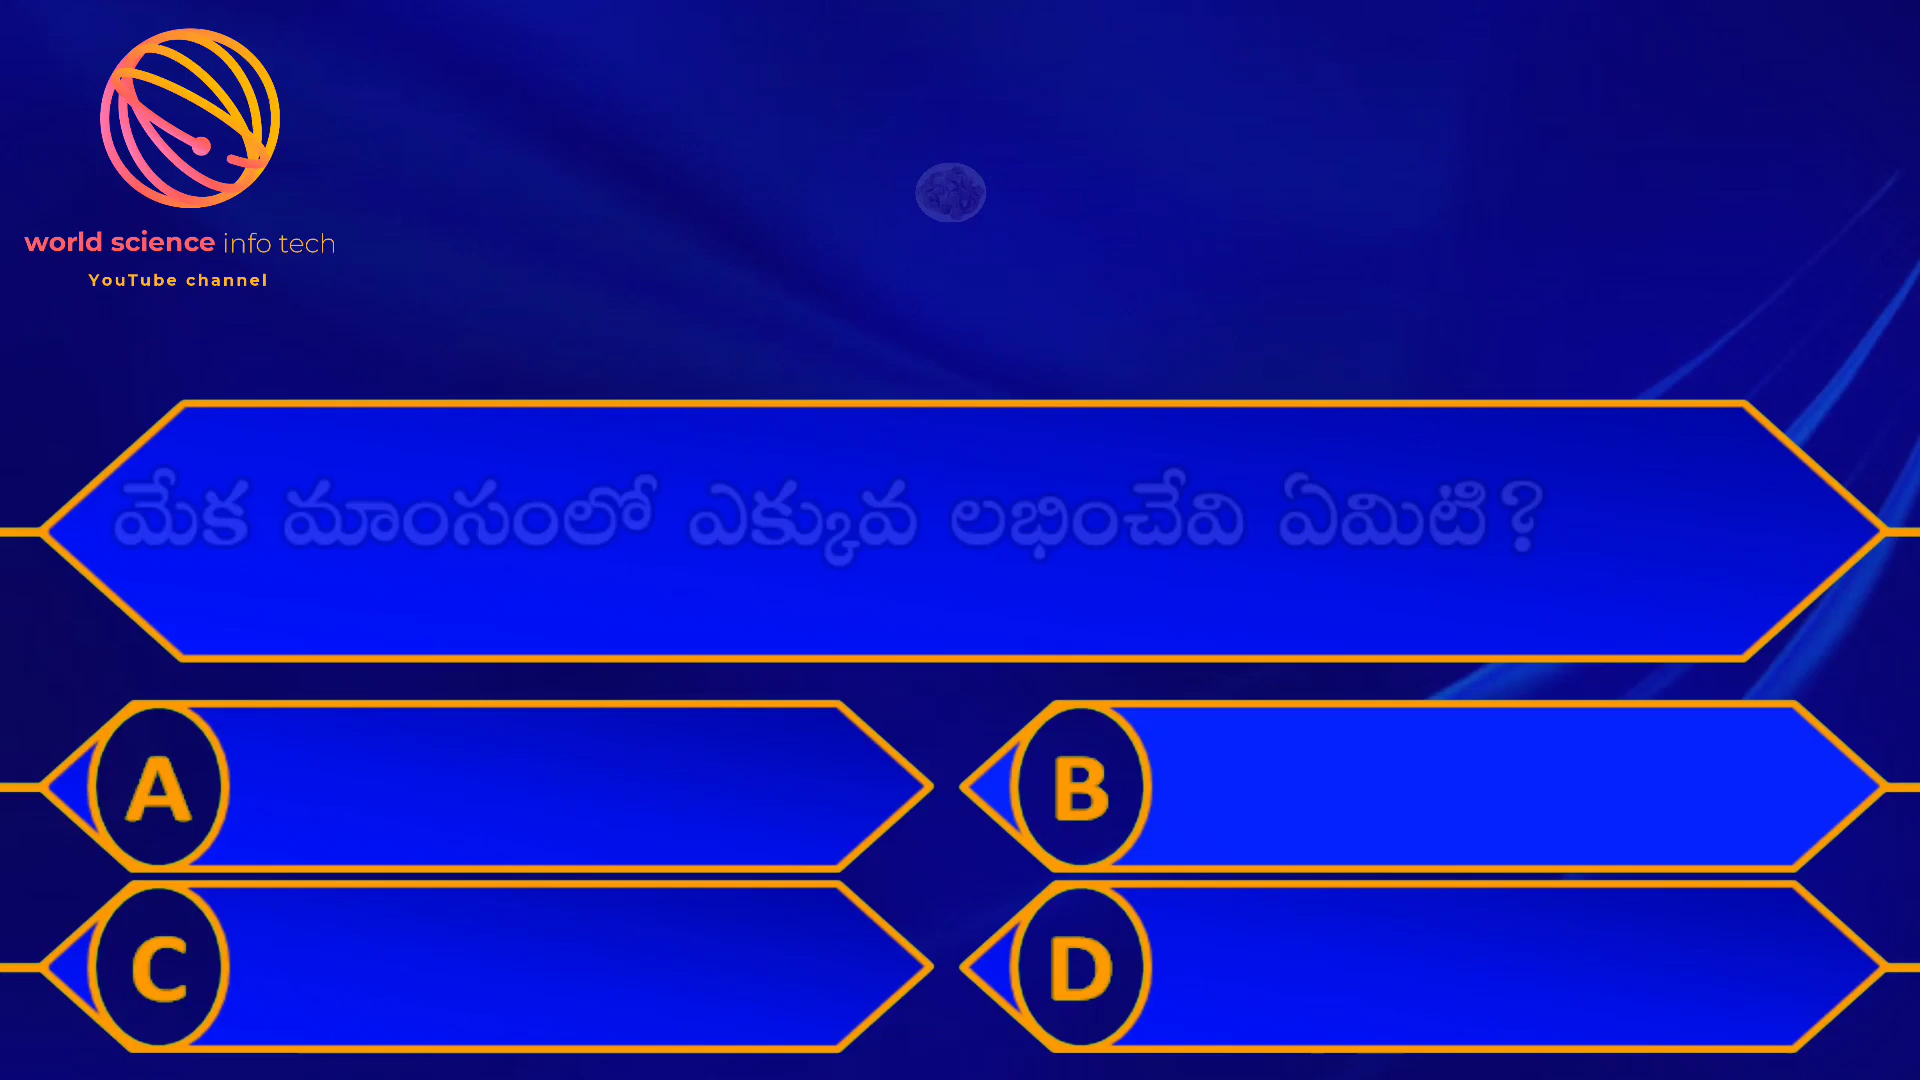 world science info tech
YouTube channel
మేక మాంసంలో ఎక్కువ లభించేవి ఏమిటి?
A
B
C
D